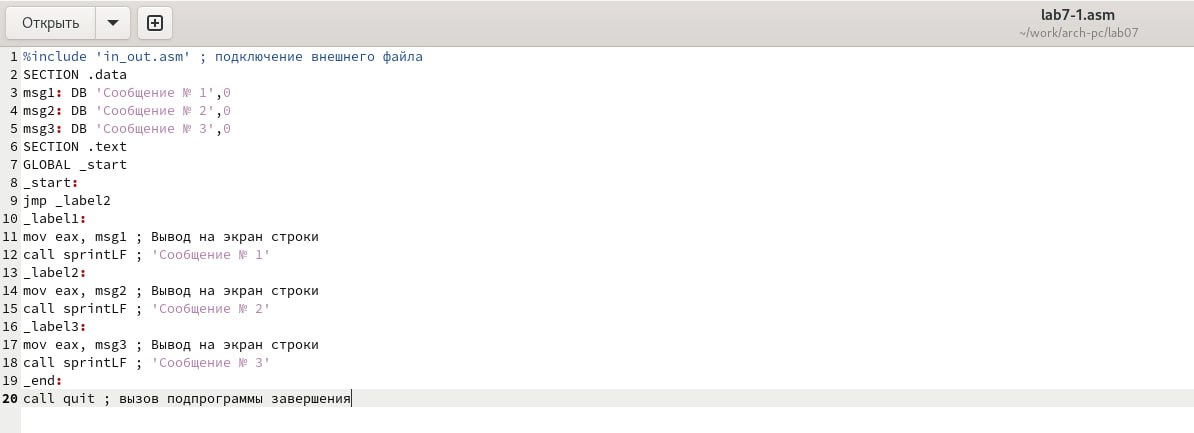 Открыть
lab7-1.asm
~/work/arch-pc/lab07
1 %include 'in_out.asm' ; подключение внешнего файла
2 SECTION .data
3 msg1: DB 'Сообщение № 1',0
4 msg2: DB 'Сообщение № 2',0
5 msg3: DB 'Сообщение № 3',0
6 SECTION .text
7 GLOBAL _start
8 _start:
9 jmp _label2
10 _label1:
11 mov eax, msg1 ; Вывод на экран строки
12 call sprintLF ; 'Сообщение № 1'
13 _label2:
14 mov eax, msg2 ; Вывод на экран строки
15 call sprintLF ; 'Сообщение № 2'
16 _label3:
17 mov eax, msg3 ; Вывод на экран строки
18 call sprintLF ; 'Сообщение № 3'
19 _end:
20 call quit ; вызов подпрограммы завершения